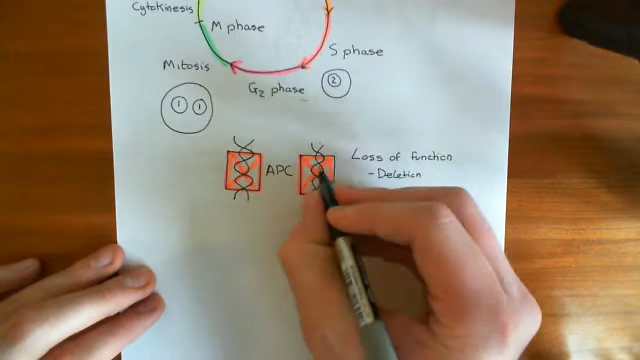 Cytokinesis
M phase
S phase
Mitosis
2
G₂ phase
1 1
APC
Loss of function
- Deletion